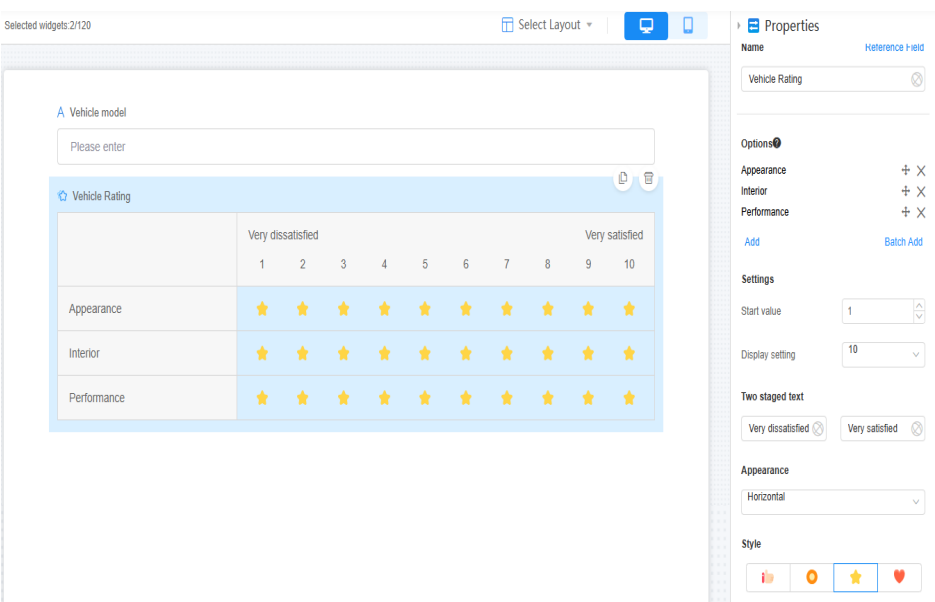 Selected widgets:2/120
Select Layout
Properties
Name
Reference Field
Vehicle Rating
A Vehicle model
Please enter
Vehicle Rating
Very dissatisfied
Very satisfied
1 2 3 4 5 6 7 8 9 10
Appearance
Interior
Performance
Options?
Appearance
Interior
Performance
Add
Batch Add
Settings
Start value
1
Display setting
10
Two staged text
Very dissatisfied
Very satisfied
Appearance
Horizontal
Style